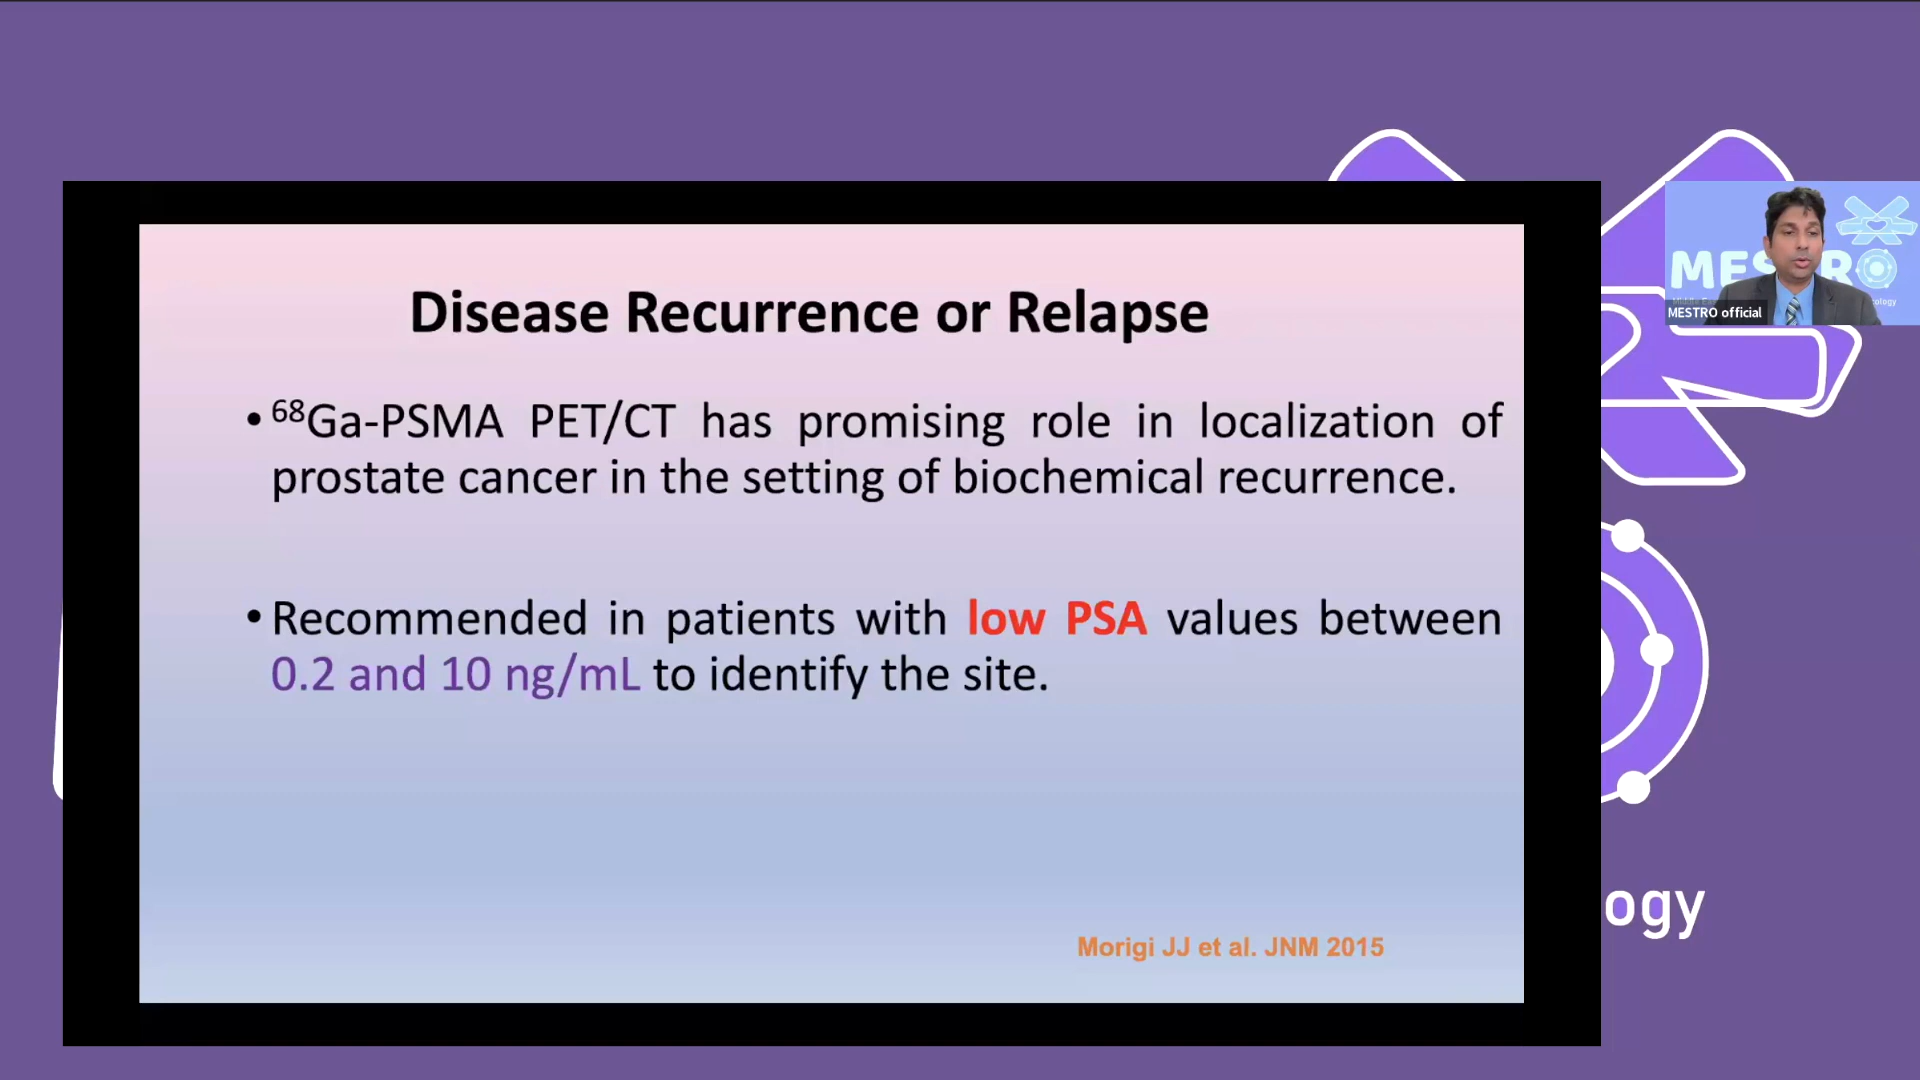 Disease Recurrence or Relapse
• ⁶⁸Ga-PSMA PET/CT has promising role in localization of
prostate cancer in the setting of biochemical recurrence.
• Recommended in patients with low PSA values between
0.2 and 10 ng/mL to identify the site.
Morigi JJ et al. JNM 2015
MESTRO official
ogy